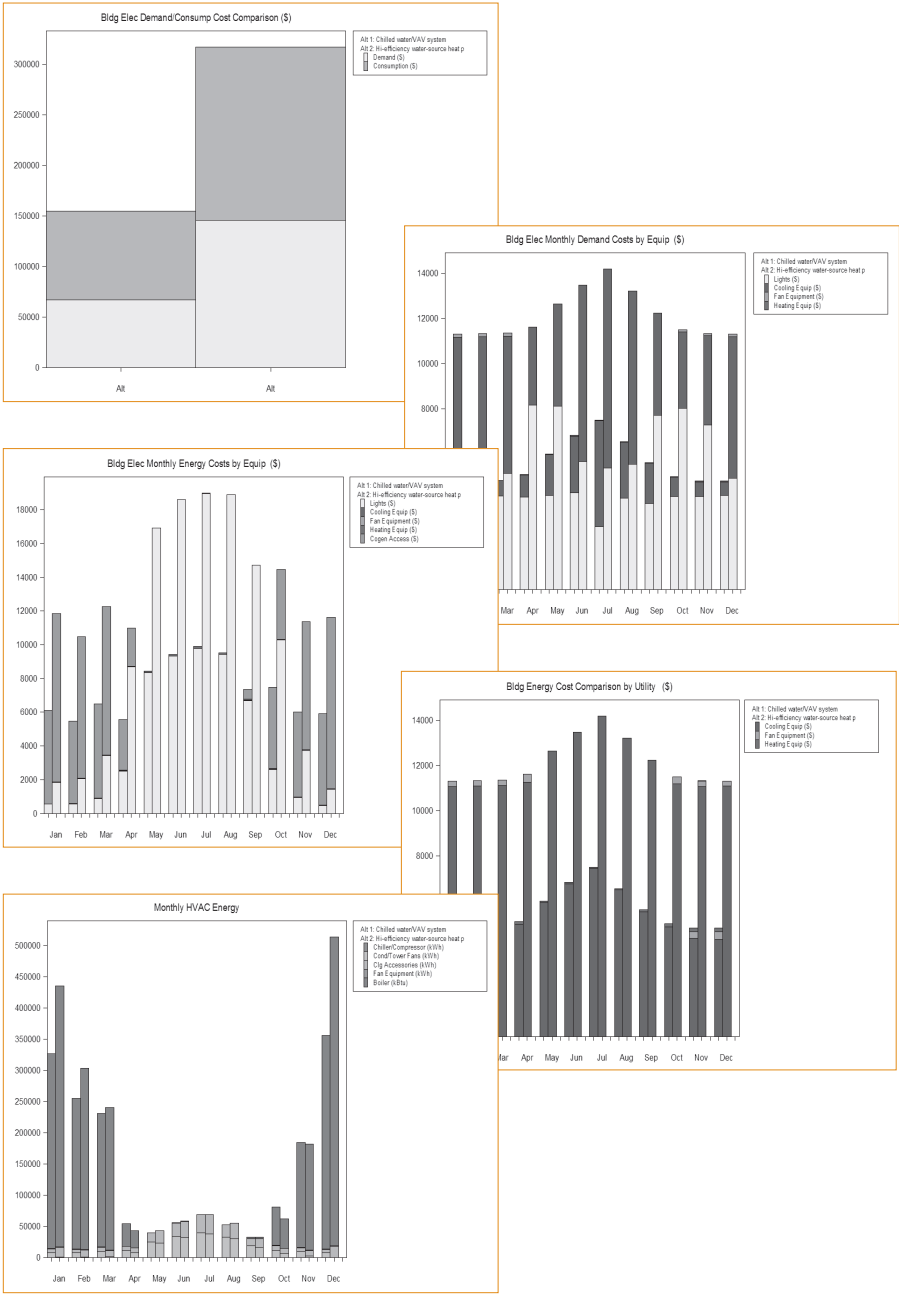 Bldg Elec Demand/Consump Cost Comparison ($)
Alt 1: Chilled water/VAV system
Alt 2: Hi-efficiency water-source heat p
Demand ($)
Consumption ($)
300000
250000
200000
150000
100000
50000
0
Alt Alt
Bldg Elec Monthly Demand Costs by Equip ($)
Alt 1: Chilled water/VAV system
Alt 2: Hi-efficiency water-source heat p
Lights ($)
Cooling Equip ($)
Fan Equipment ($)
Heating Equip ($)
14000
12000
10000
8000
Mar Apr May Jun Jul Aug Sep Oct Nov Dec
Bldg Elec Monthly Energy Costs by Equip ($)
Alt 1: Chilled water/VAV system
Alt 2: Hi-efficiency water-source heat p
Lights ($)
Cooling Equip ($)
Fan Equipment ($)
Heating Equip ($)
Cogen Access ($)
18000
16000
14000
12000
10000
8000
6000
4000
2000
0
Jan Feb Mar Apr May Jun Jul Aug Sep Oct Nov Dec
Bldg Energy Cost Comparison by Utility ($)
Alt 1: Chilled water/VAV system
Alt 2: Hi-efficiency water-source heat p
Cooling Equip ($)
Fan Equipment ($)
Heating Equip ($)
14000
12000
10000
8000
Mar Apr May Jun Jul Aug Sep Oct Nov Dec
Monthly HVAC Energy
Alt 1: Chilled water/VAV system
Alt 2: Hi-efficiency water-source heat p
Chiller/Compressor (kWh)
Cond/Tower Fans (kWh)
Clg Accessories (kWh)
Fan Equipment (kWh)
Boiler (kBtu)
500000
450000
400000
350000
300000
250000
200000
150000
100000
50000
0
Jan Feb Mar Apr May Jun Jul Aug Sep Oct Nov Dec